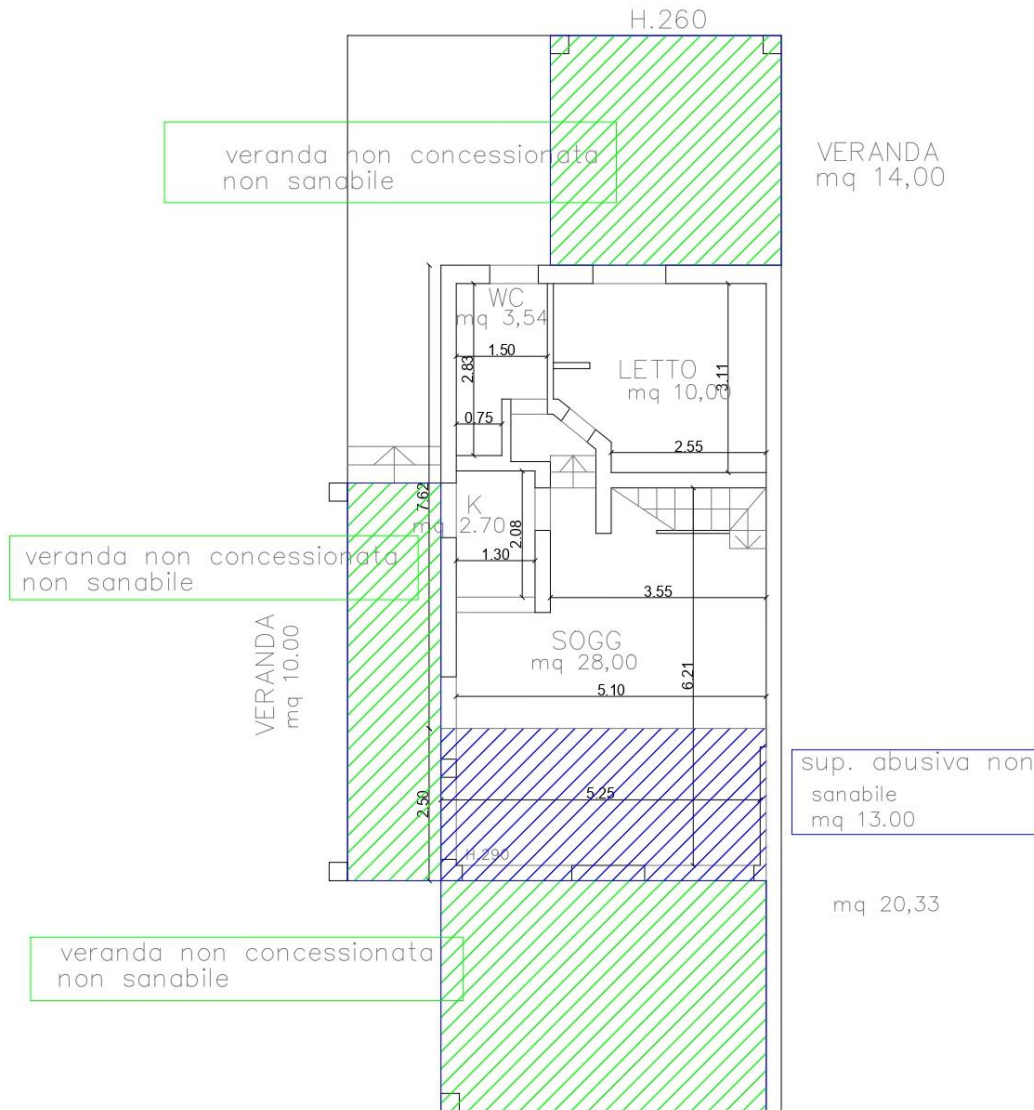 H.260
veranda non concessionata
non sanabile
VERANDA
mq 14,00
WC
mq 3,54
1.50
2.83
LETTO
mq 10,00
3.11
0.75
2.55
7.62
K
mq 2.70
2.08
1.30
veranda non concessionata
non sanabile
3.55
VERANDA
mq 10.00
SOGG
mq 28,00
6.21
5.10
sup. abusiva non
sanabile
mq 13.00
5.25
2.50
H.290
mq 20,33
veranda non concessionata
non sanabile